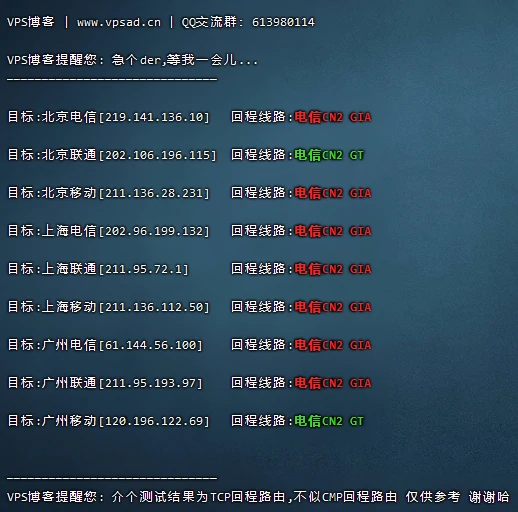 VPS博客 | www.vpsad.cn | QQ交流群: 613980114
VPS博客提醒您: 急个der,等我一会儿...
——————————————————————————————
目标:北京电信[219.141.136.10] 回程线路:电信CN2 GIA
目标:北京联通[202.106.196.115] 回程线路:电信CN2 GT
目标:北京移动[211.136.28.231] 回程线路:电信CN2 GIA
目标:上海电信[202.96.199.132] 回程线路:电信CN2 GIA
目标:上海联通[211.95.72.1] 回程线路:电信CN2 GIA
目标:上海移动[211.136.112.50] 回程线路:电信CN2 GIA
目标:广州电信[61.144.56.100] 回程线路:电信CN2 GIA
目标:广州联通[211.95.193.97] 回程线路:电信CN2 GIA
目标:广州移动[120.196.122.69] 回程线路:电信CN2 GT
——————————————————————————————
VPS博客提醒您: 介个测试结果为TCP回程路由,不似CMP回程路由 仅供参考 谢谢哈